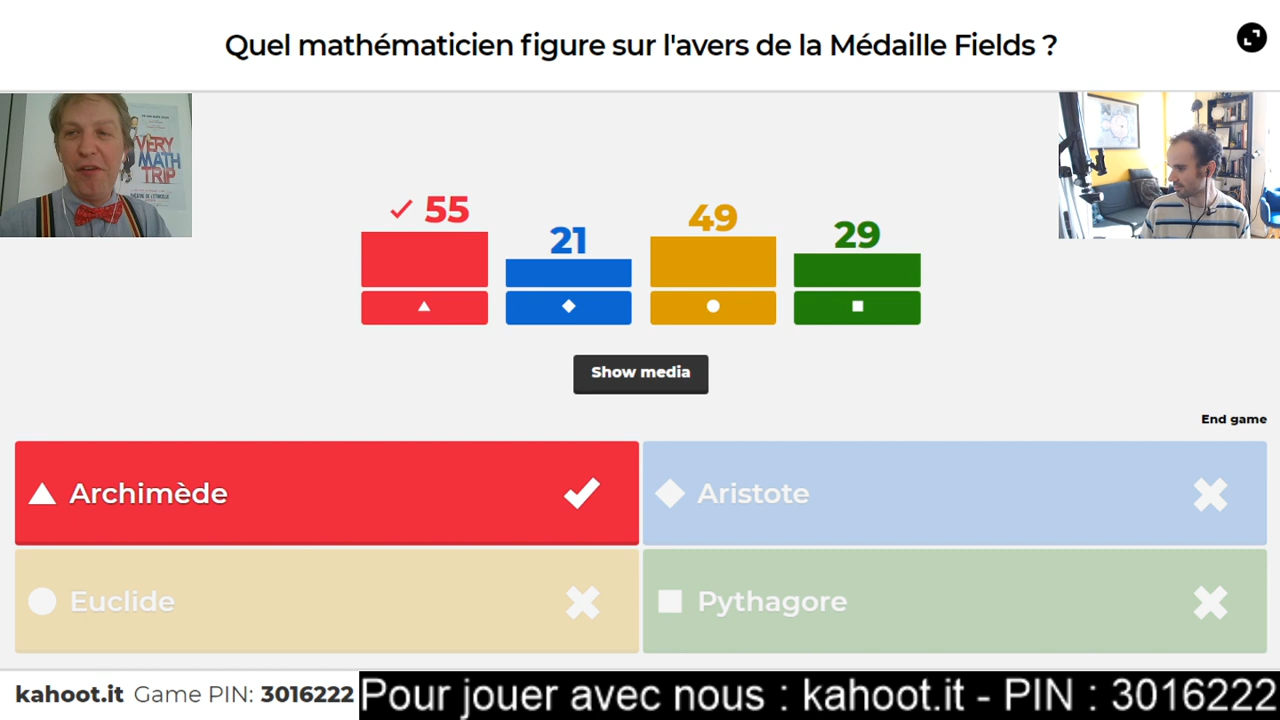 Quel mathématicien figure sur l'avers de la Médaille Fields ?
VERY
MATH
TRIP
55
21
49
29
Show media
End game
Archimède
Aristote
Euclide
Pythagore
kahoot.it Game PIN: 3016222
Pour jouer avec nous : kahoot.it - PIN : 3016222